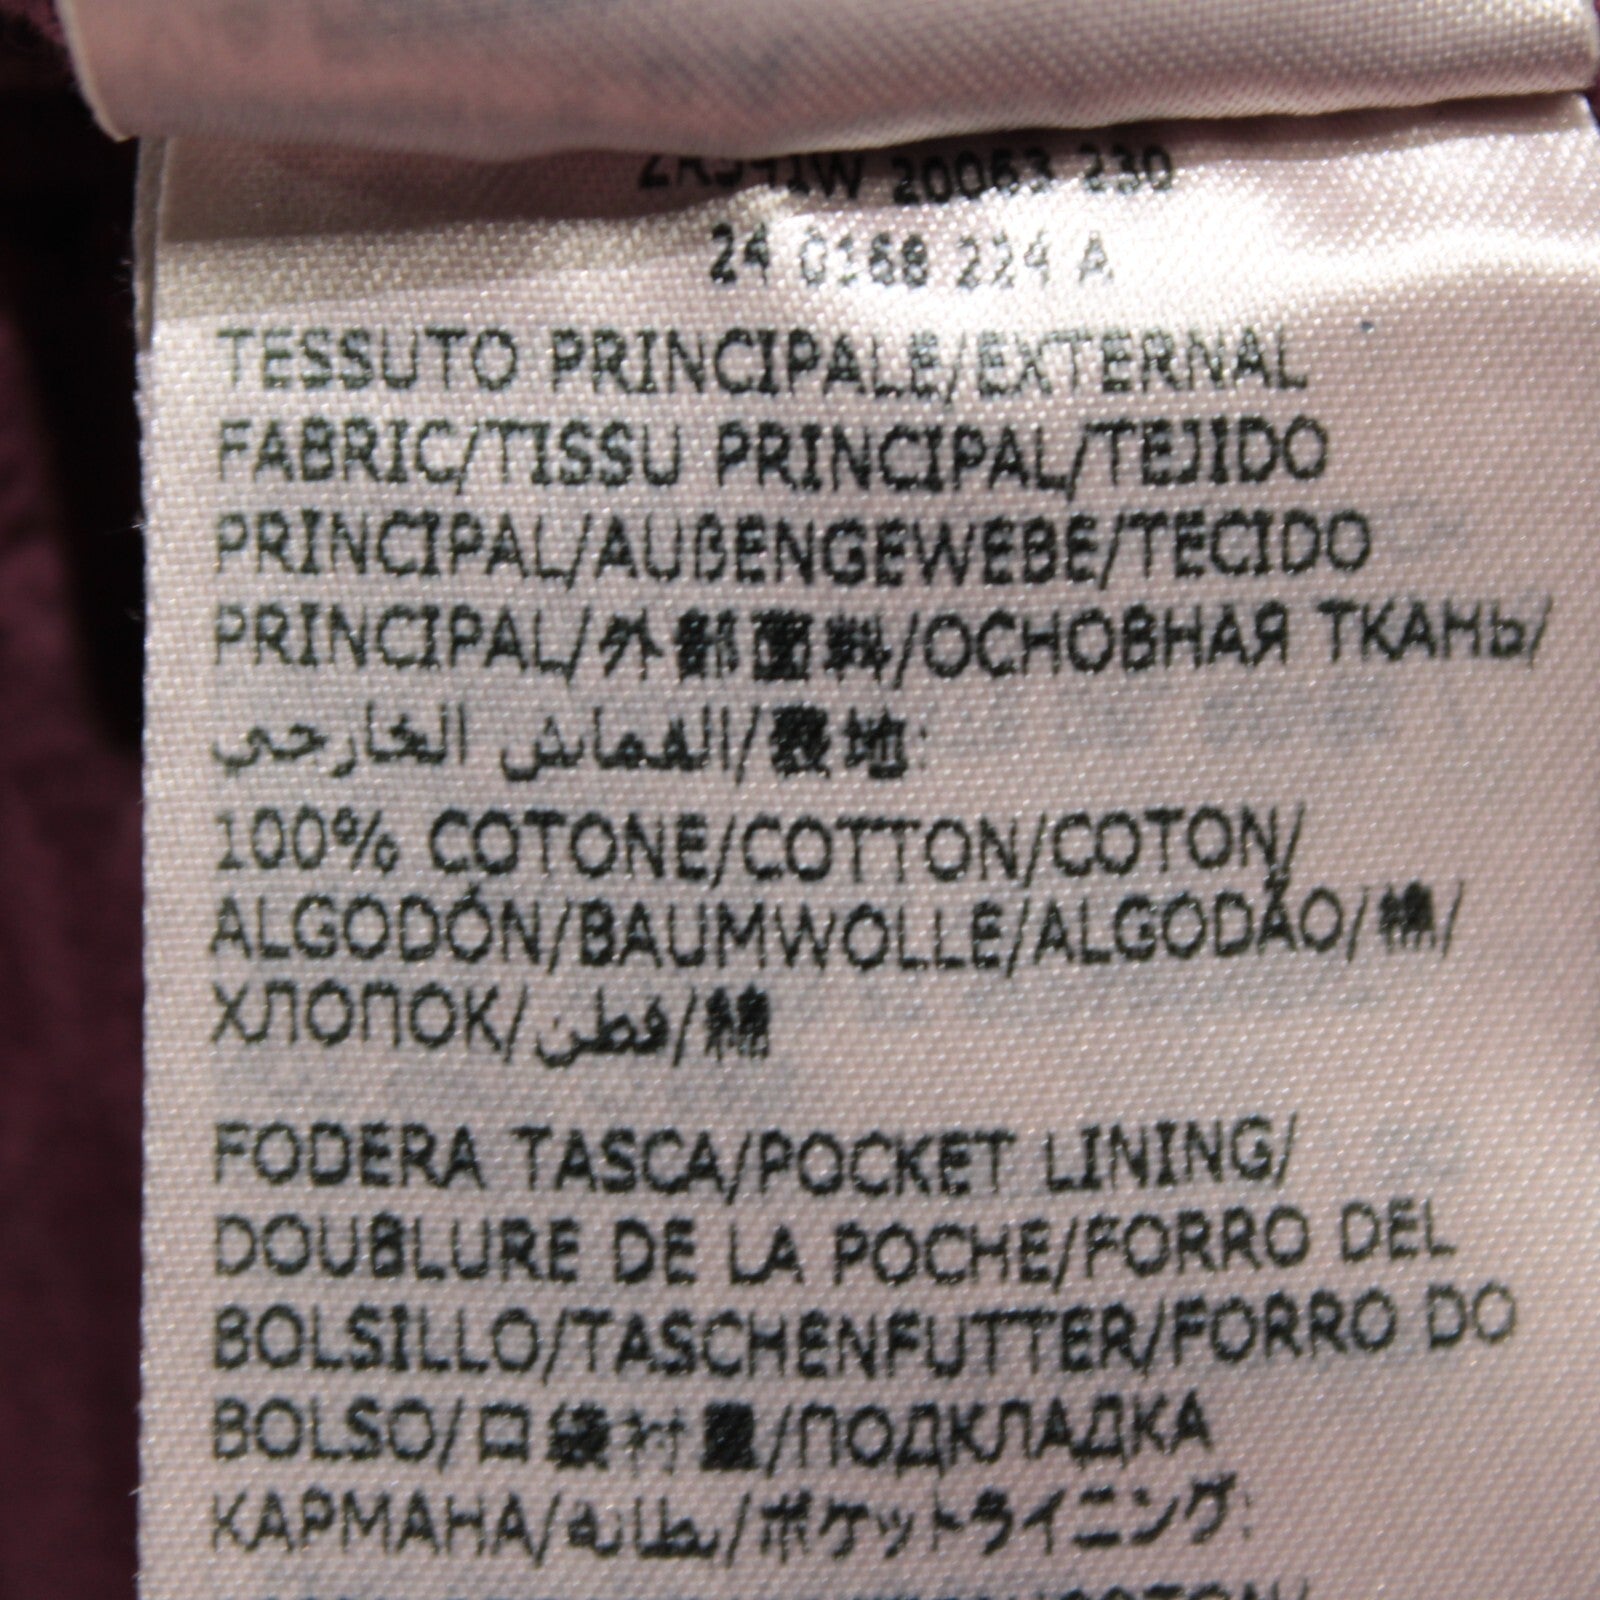 20063 230
24 0168 224 A
TESSUTO PRINCIPALE/EXTERNAL
FABRIC/TISSU PRINCIPAL/TEJIDO
PRINCIPAL/AUßENGEWEBE/TECIDO
PRINCIPAL/外部面料/ОСНОВНАЯ ТКАНЬ/
القماش الخارجي/表地:
100% COTONE/COTTON/COTON/
ALGODÓN/BAUMWOLLE/ALGODÃO/棉/
ХЛОПОК/قطن/綿
FODERA TASCA/POCKET LINING/
DOUBLURE DE LA POCHE/FORRO DEL
BOLSILLO/TASCHENFUTTER/FORRO DO
BOLSO/口袋衬里/ПОДКЛАДКА
КАРМАНА/بطانة/ポケットライニング: